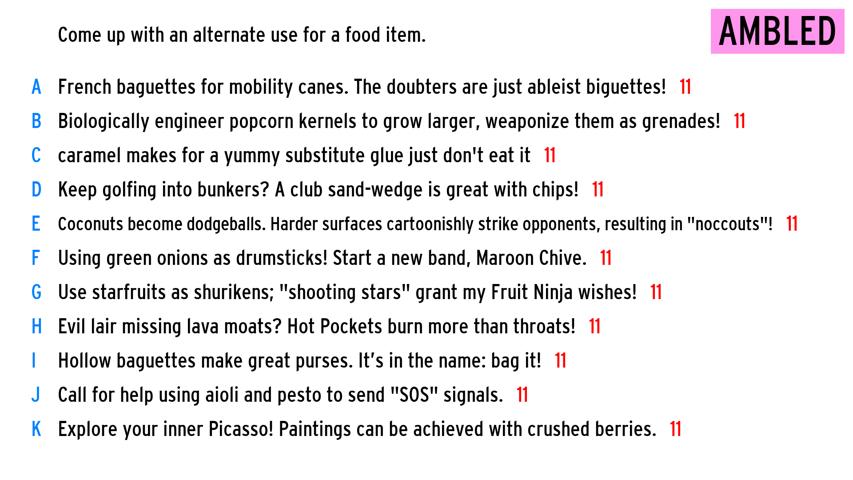 Come up with an alternate use for a food item.
AMBLED
A French baguettes for mobility canes. The doubters are just ableist biguettes! 11
B Biologically engineer popcorn kernels to grow larger, weaponize them as grenades! 11
C caramel makes for a yummy substitute glue just don't eat it 11
D Keep golfing into bunkers? A club sand-wedge is great with chips! 11
E Coconuts become dodgeballs. Harder surfaces cartoonishly strike opponents, resulting in "noccouts"! 11
F Using green onions as drumsticks! Start a new band, Maroon Chive. 11
G Use starfruits as shurikens; "shooting stars" grant my Fruit Ninja wishes! 11
H Evil lair missing lava moats? Hot Pockets burn more than throats! 11
I Hollow baguettes make great purses. It’s in the name: bag it! 11
J Call for help using aioli and pesto to send "SOS" signals. 11
K Explore your inner Picasso! Paintings can be achieved with crushed berries. 11